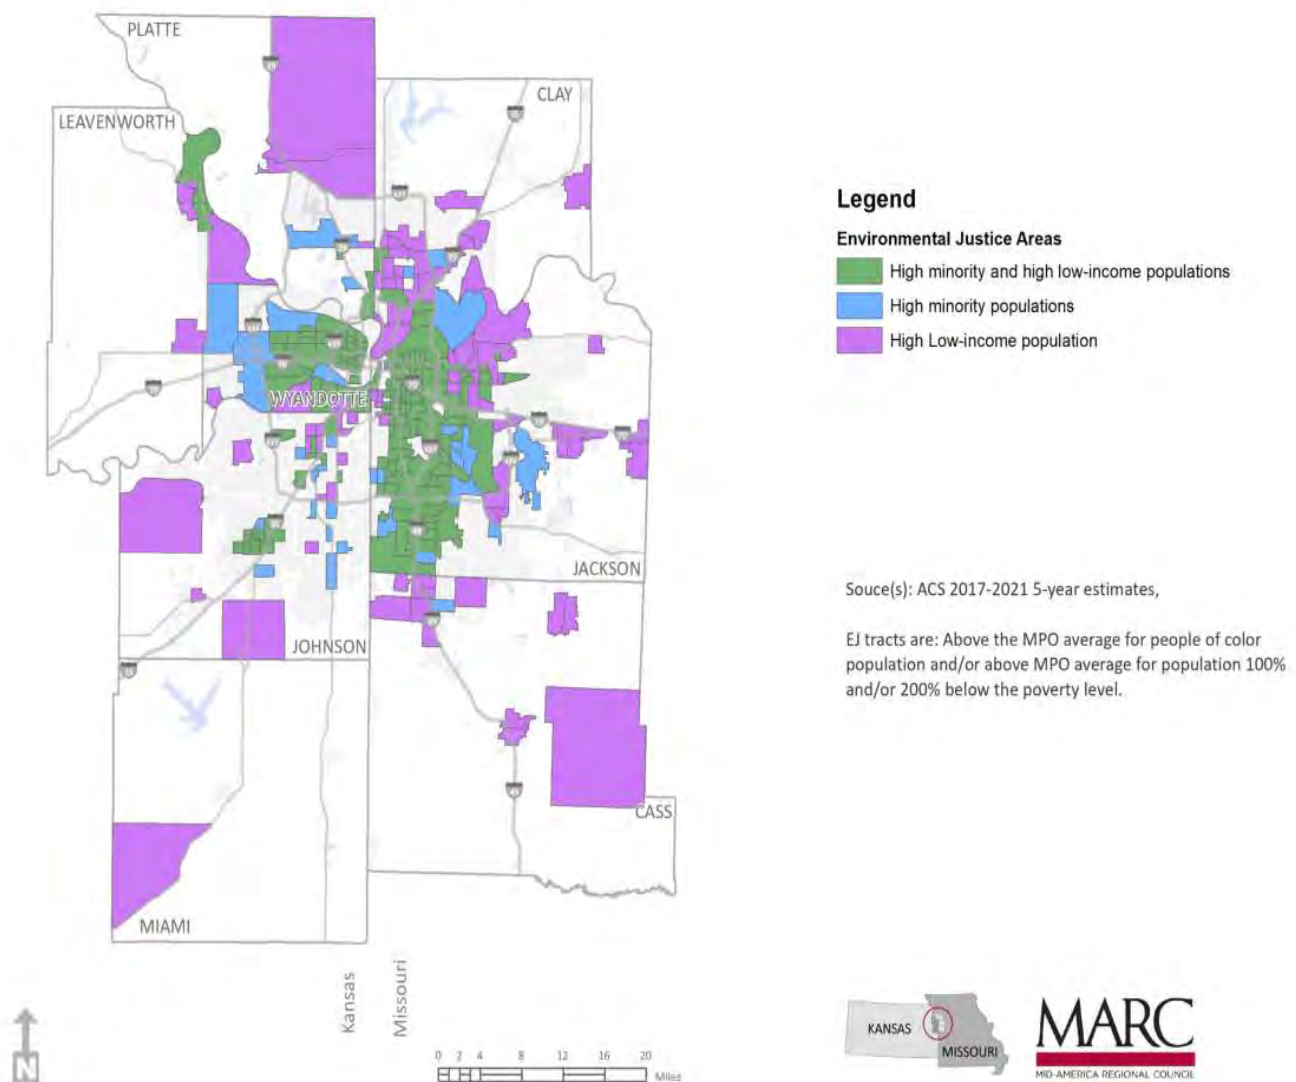 PLATTE
CLAY
LEAVENWORTH
WYANDOTTE
JACKSON
JOHNSON
CASS
MIAMI
Kansas
Missouri
N
0 2 4 8 12 16 20
Miles
Legend
Environmental Justice Areas
High minority and high low-income populations
High minority populations
High Low-income population
Souce(s): ACS 2017-2021 5-year estimates,
EJ tracts are: Above the MPO average for people of color
population and/or above MPO average for population 100%
and/or 200% below the poverty level.
KANSAS
MISSOURI
MARC
MID-AMERICA REGIONAL COUNCIL